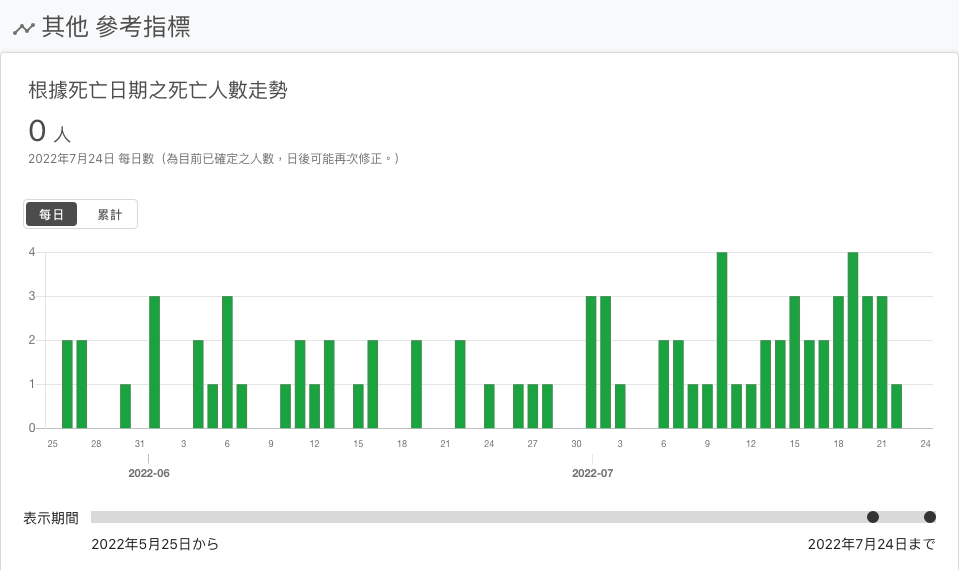 其他 參考指標
根據死亡日期之死亡人數走勢
0 人
2022年7月24日 每日數（為目前已確定之人數，日後可能再次修正。）
每日 累計
4
3
2
1
0
25 28 31 3 6 9 12 15 18 21 24 27 30 3 6 9 12 15 18 21 24
2022-06 2022-07
表示期間
2022年5月25日から 2022年7月24日まで